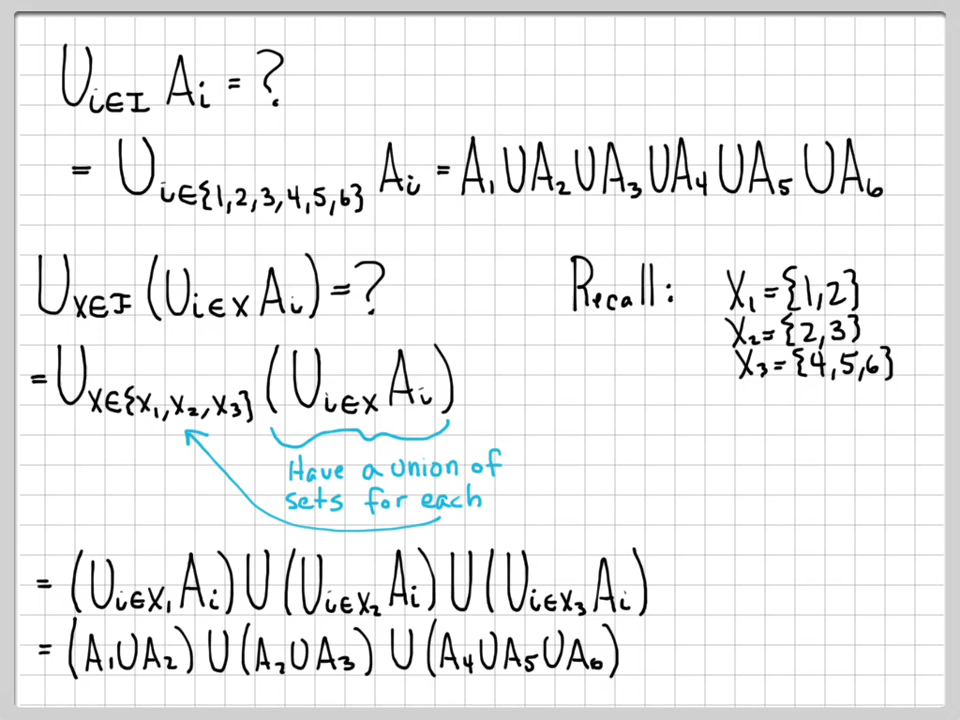 U_{i∈I} A_i = ?
= U_{i∈{1,2,3,4,5,6}} A_i = A_1 U A_2 U A_3 U A_4 U A_5 U A_6
U_{X∈F} (U_{i∈X} A_i) = ?
Recall: X_1 = {1,2}
X_2 = {2,3}
X_3 = {4,5,6}
= U_{X∈{X_1,X_2,X_3}} (U_{i∈X} A_i)
Have a union of
sets for each
= (U_{i∈X_1} A_i) U (U_{i∈X_2} A_i) U (U_{i∈X_3} A_i)
= (A_1 U A_2) U (A_2 U A_3) U (A_4 U A_5 U A_6)